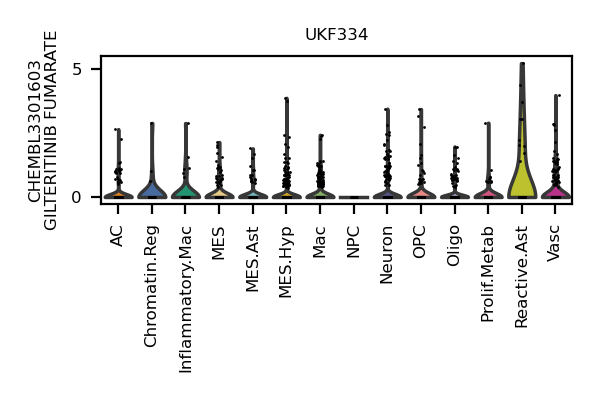 UKF334
CHEMBL3301603
GILTERITINIB FUMARATE
5
0
AC
Chromatin.Reg
Inflammatory.Mac
MES
MES.Ast
MES.Hyp
Mac
NPC
Neuron
OPC
Oligo
Prolif.Metab
Reactive.Ast
Vasc